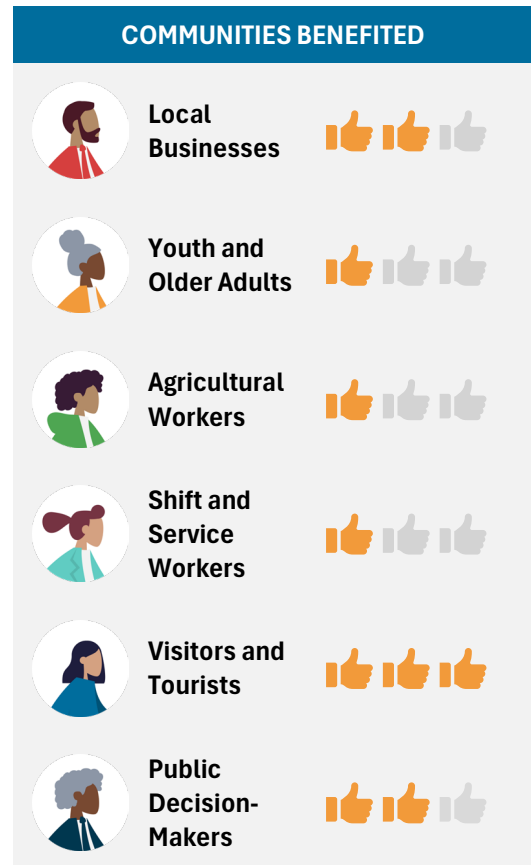 COMMUNITIES BENEFITED
Local
Businesses
Youth and
Older Adults
Agricultural
Workers
Shift and
Service
Workers
Visitors and
Tourists
Public
Decision-
Makers